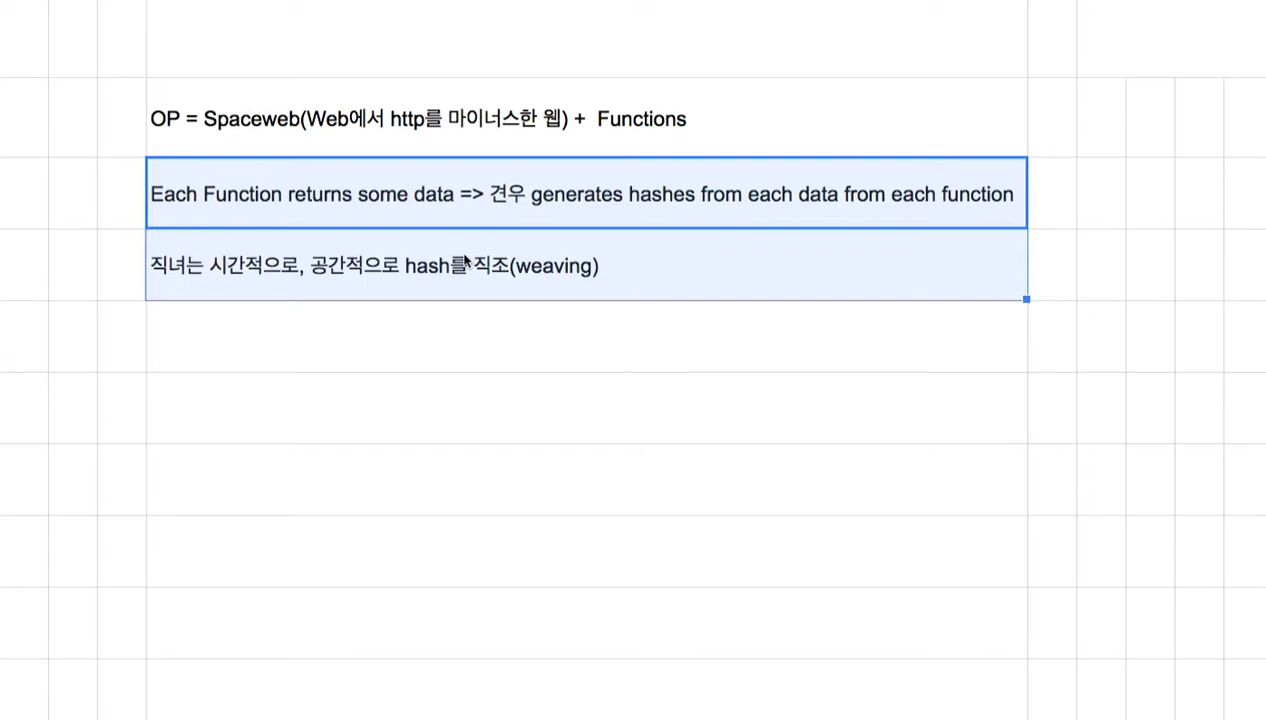 OP = Spaceweb(Web에서 http를 마이너스한 웹) + Functions
Each Function returns some data => 견우 generates hashes from each data from each function
직녀는 시간적으로, 공간적으로 hash를 직조(weaving)